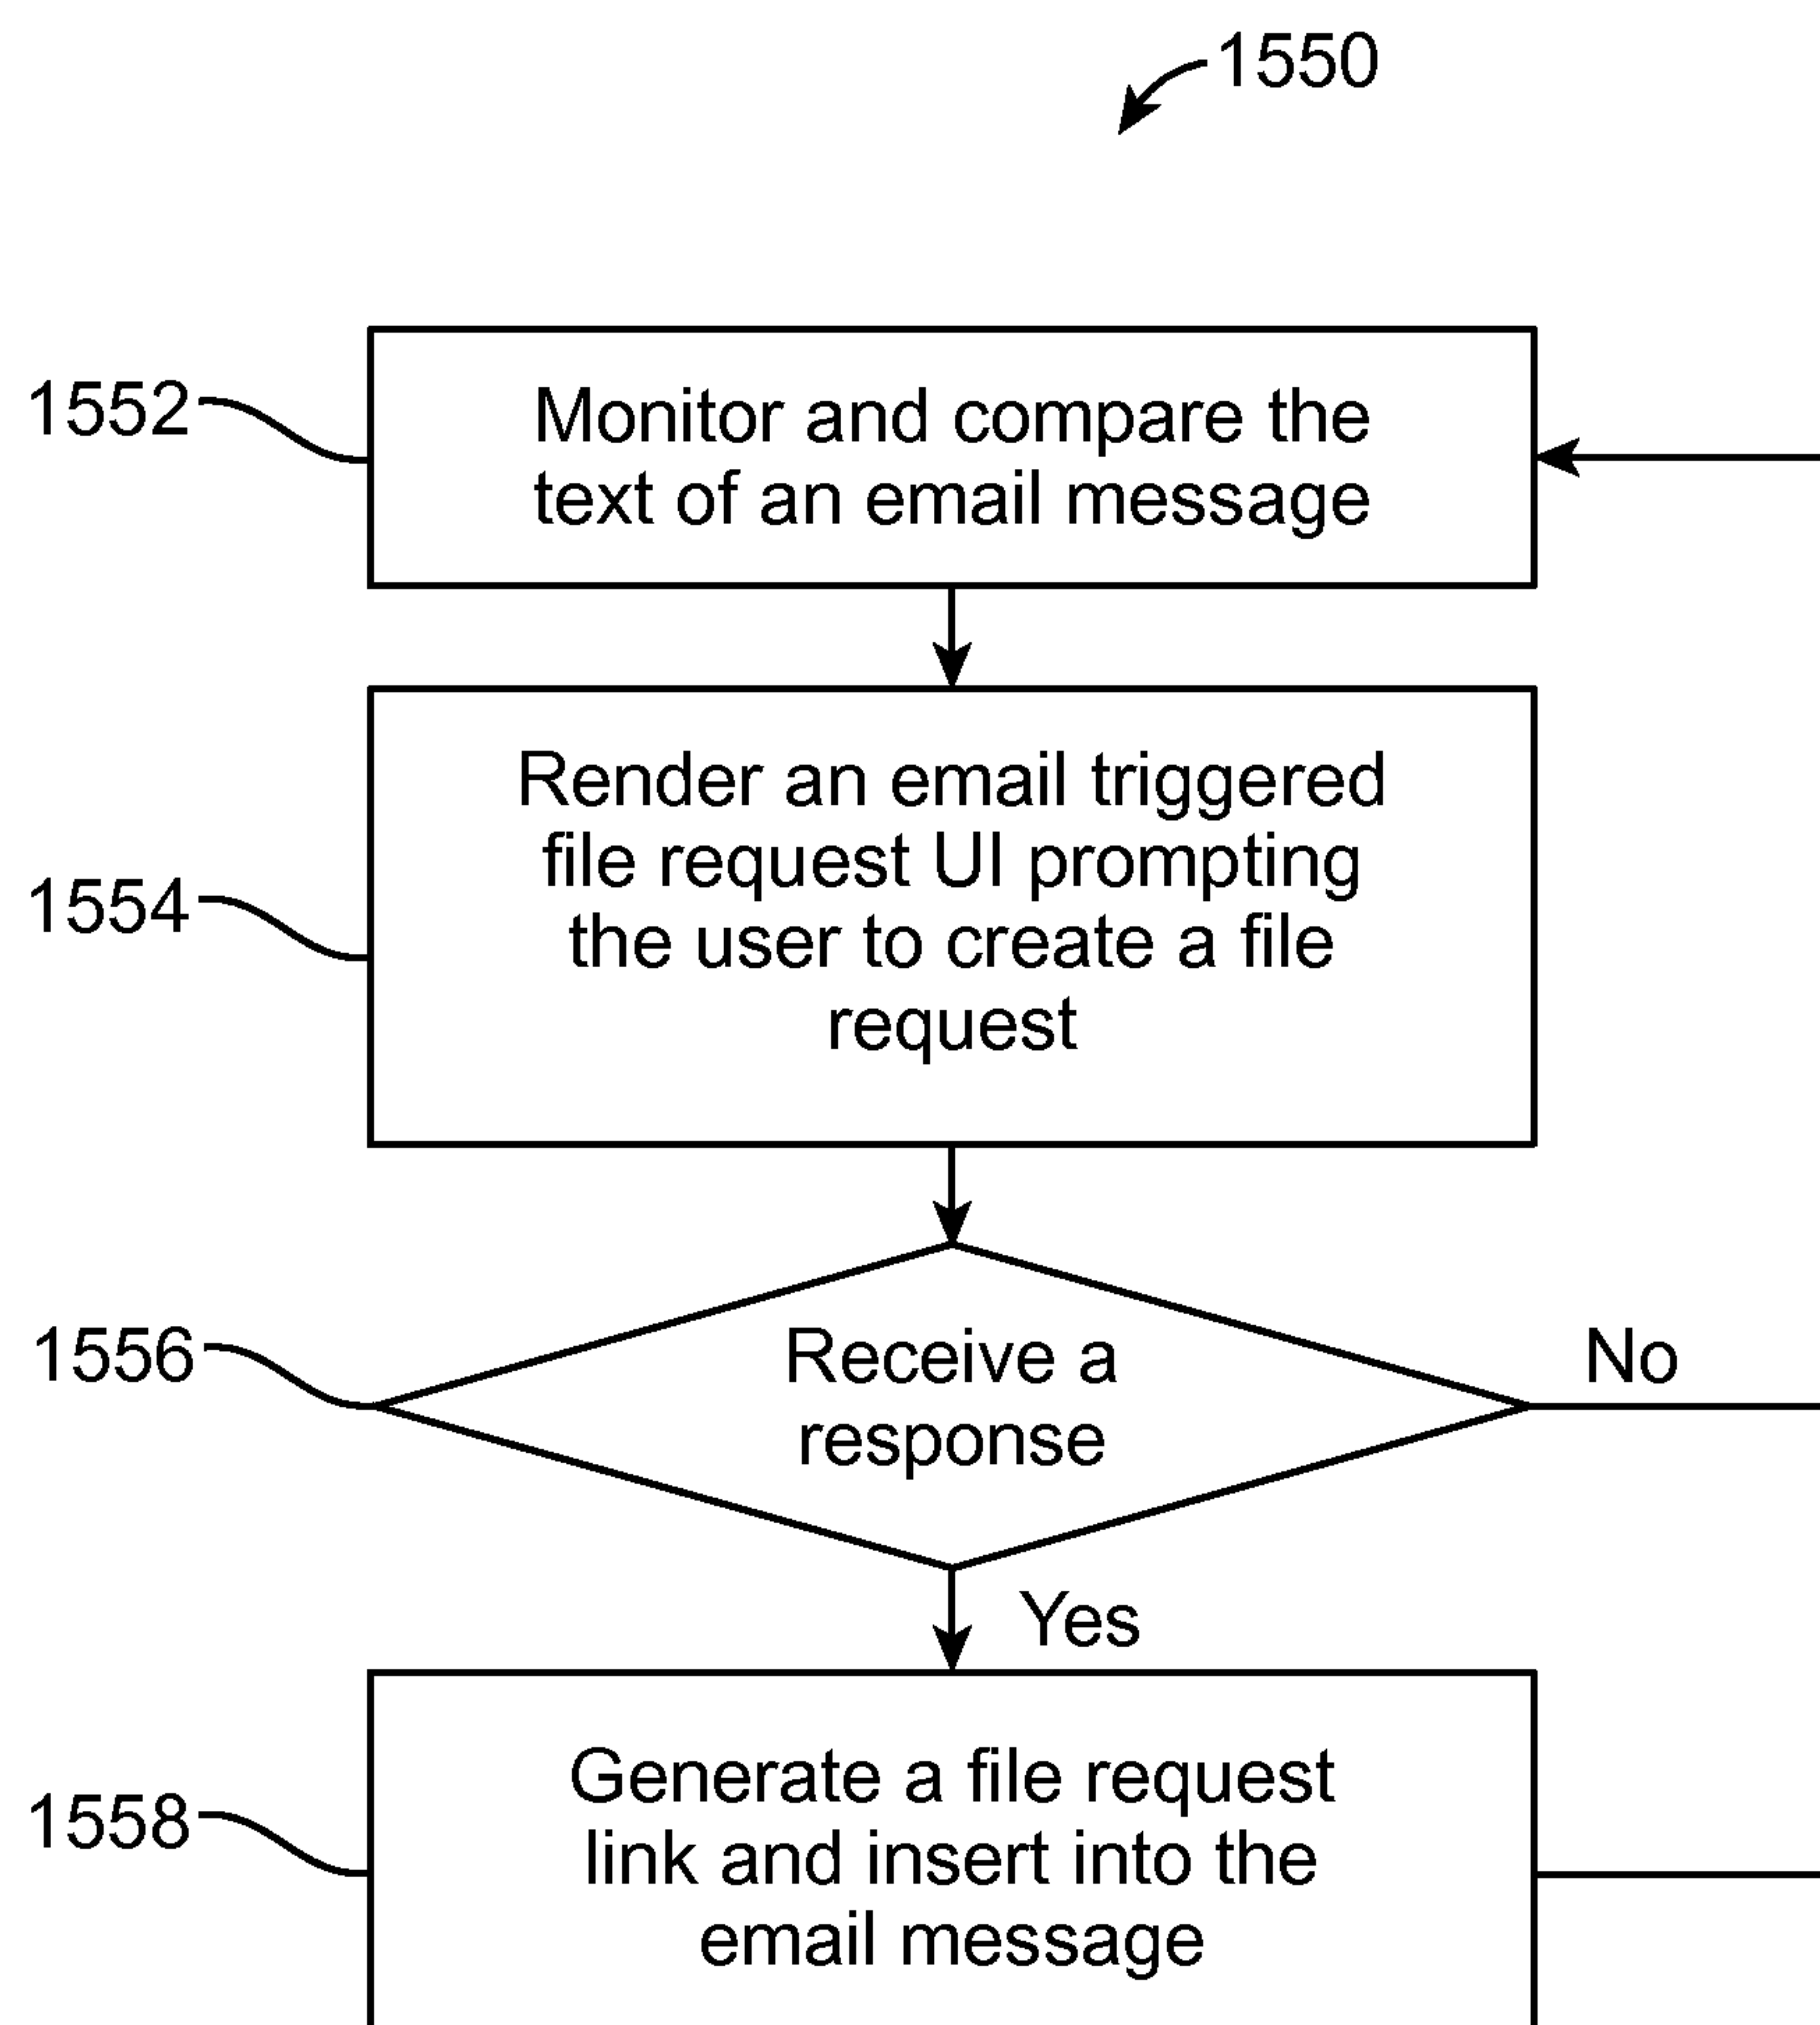 1550
1552
Monitor and compare the
text of an email message
1554
Render an email triggered
file request UI prompting
the user to create a file
request
1556
Receive a
response
No
Yes
1558
Generate a file request
link and insert into the
email message